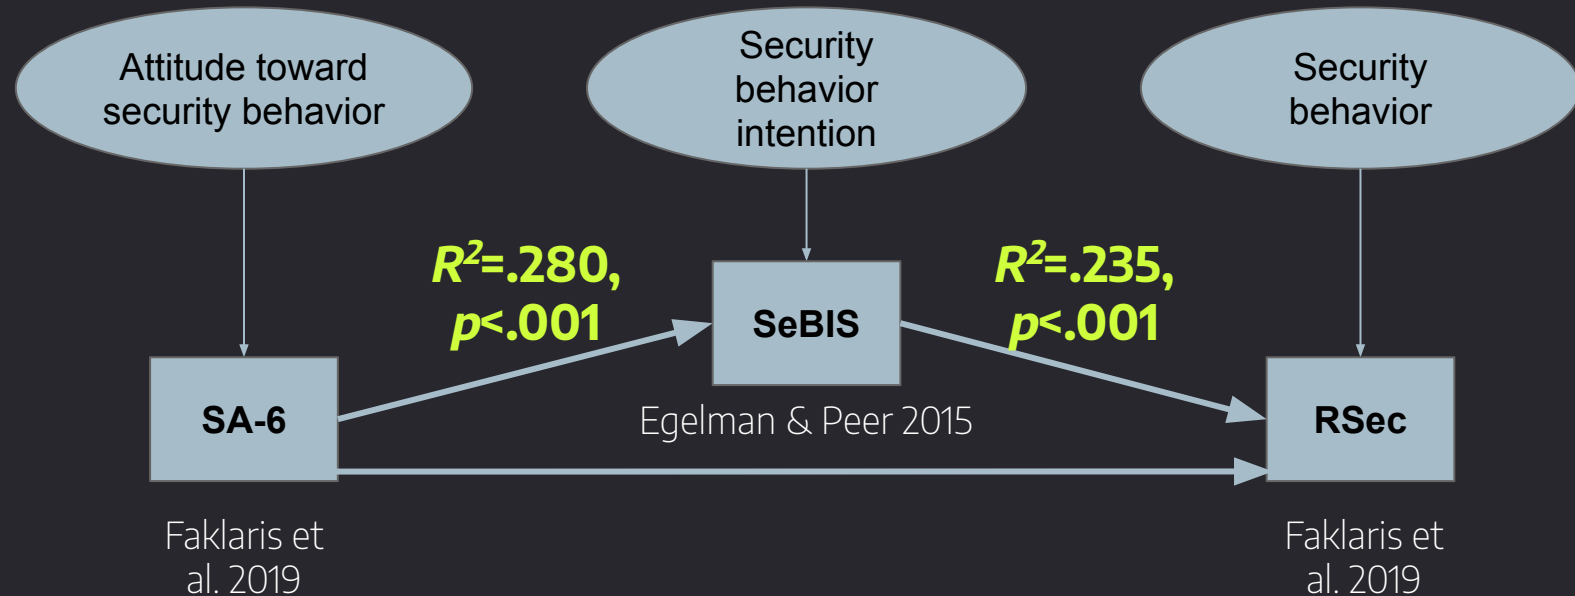 Attitude toward
security behavior
Security
behavior
intention
Security
behavior
R²=.280,
p<.001
R²=.235,
p<.001
SA-6
SeBIS
RSec
Egelman & Peer 2015
Faklaris et
al. 2019
Faklaris et
al. 2019